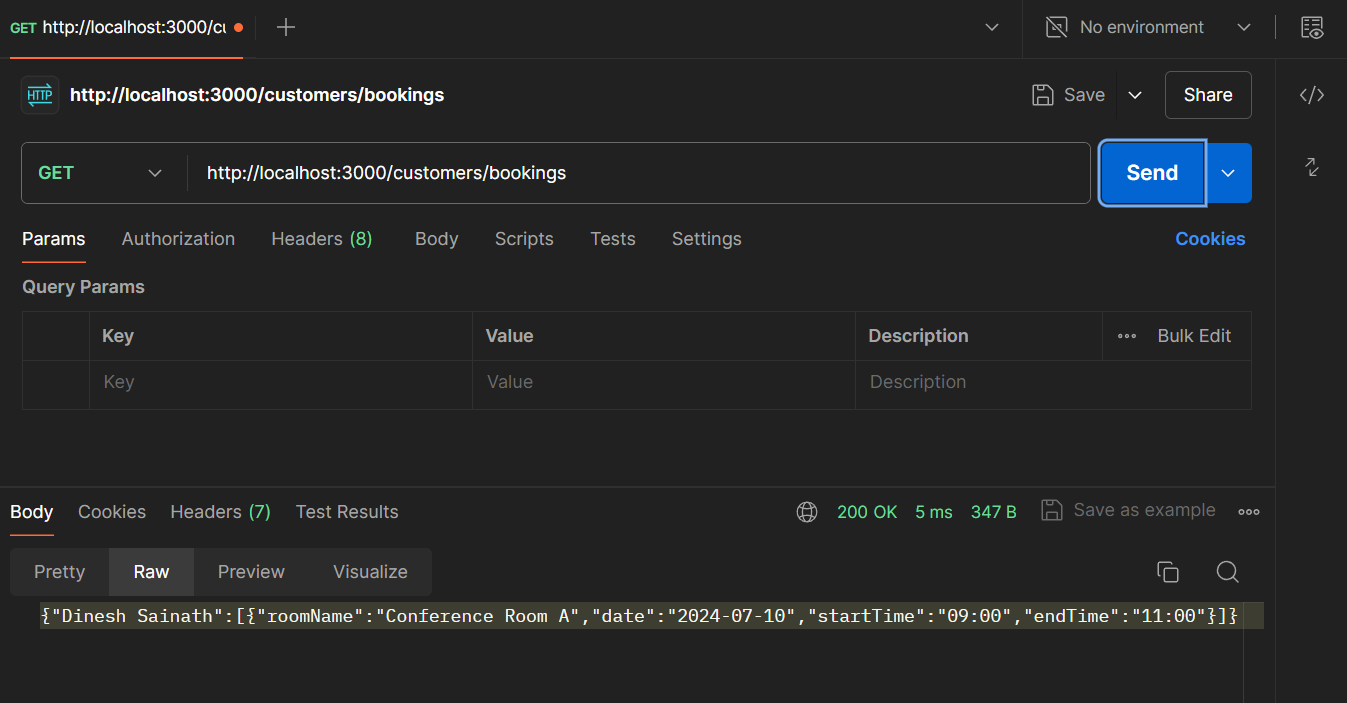 GET http://localhost:3000/cu
No environment
HTTP http://localhost:3000/customers/bookings
Save
Share
GET http://localhost:3000/customers/bookings
Send
Params Authorization Headers (8) Body Scripts Tests Settings Cookies
Query Params
Key Value Description Bulk Edit
Key Value Description
Body Cookies Headers (7) Test Results 200 OK 5 ms 347 B Save as example
Pretty Raw Preview Visualize
{"Dinesh Sainath":[{"roomName":"Conference Room A","date":"2024-07-10","startTime":"09:00","endTime":"11:00"}]}